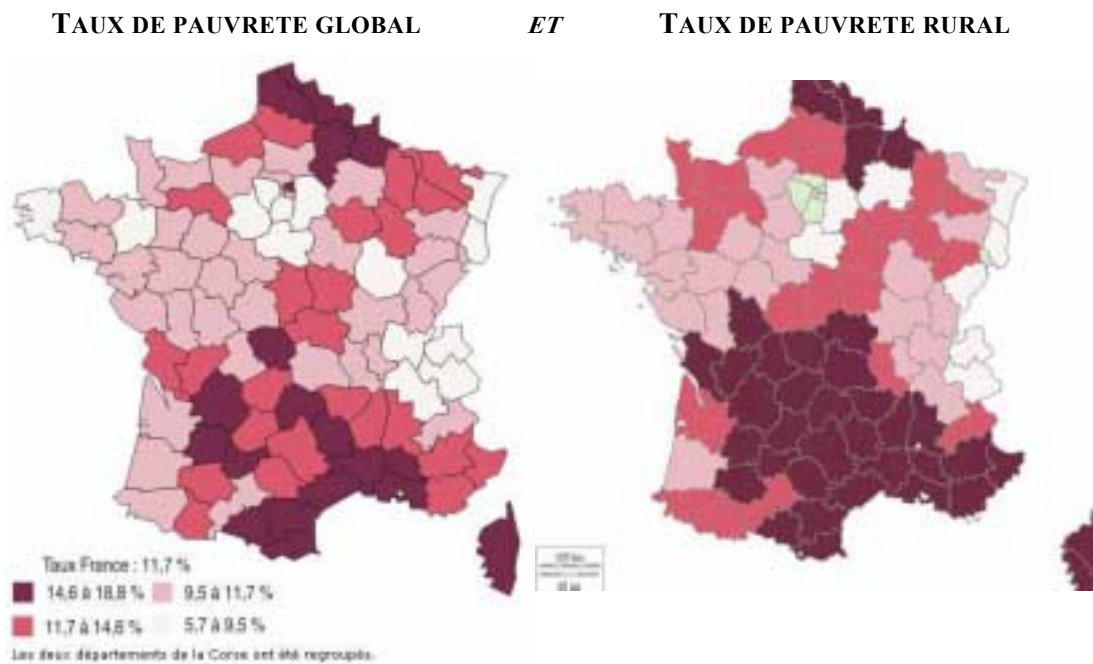 TAUX DE PAUVRETE GLOBAL ET TAUX DE PAUVRETE RURAL
Taux France : 11,7 %
14,6 à 18,8 % 9,5 à 11,7 %
11,7 à 14,6 % 5,7 à 9,5 %
Les deux départements de la Corse ont été regroupés.